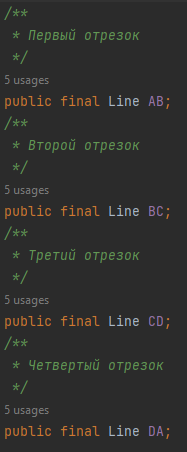 /**
 * Первый отрезок
 */
5 usages
public final Line AB;
/**
 * Второй отрезок
 */
5 usages
public final Line BC;
/**
 * Третий отрезок
 */
5 usages
public final Line CD;
/**
 * Четвертый отрезок
 */
5 usages
public final Line DA;